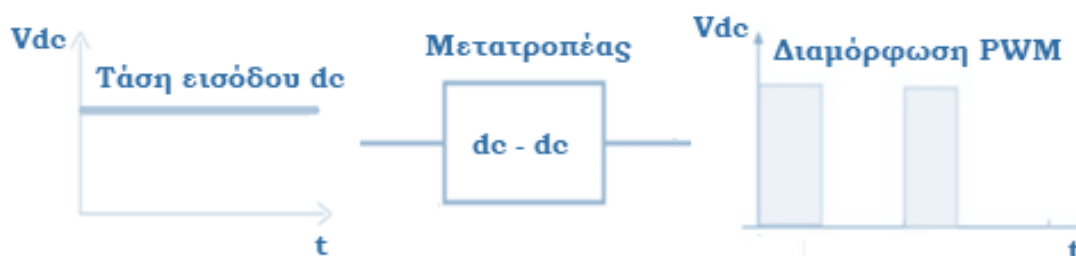 Vdc
Τάση εισόδου dc
t
Μετατροπέας
dc - dc
Vdc
Διαμόρφωση PWM
t